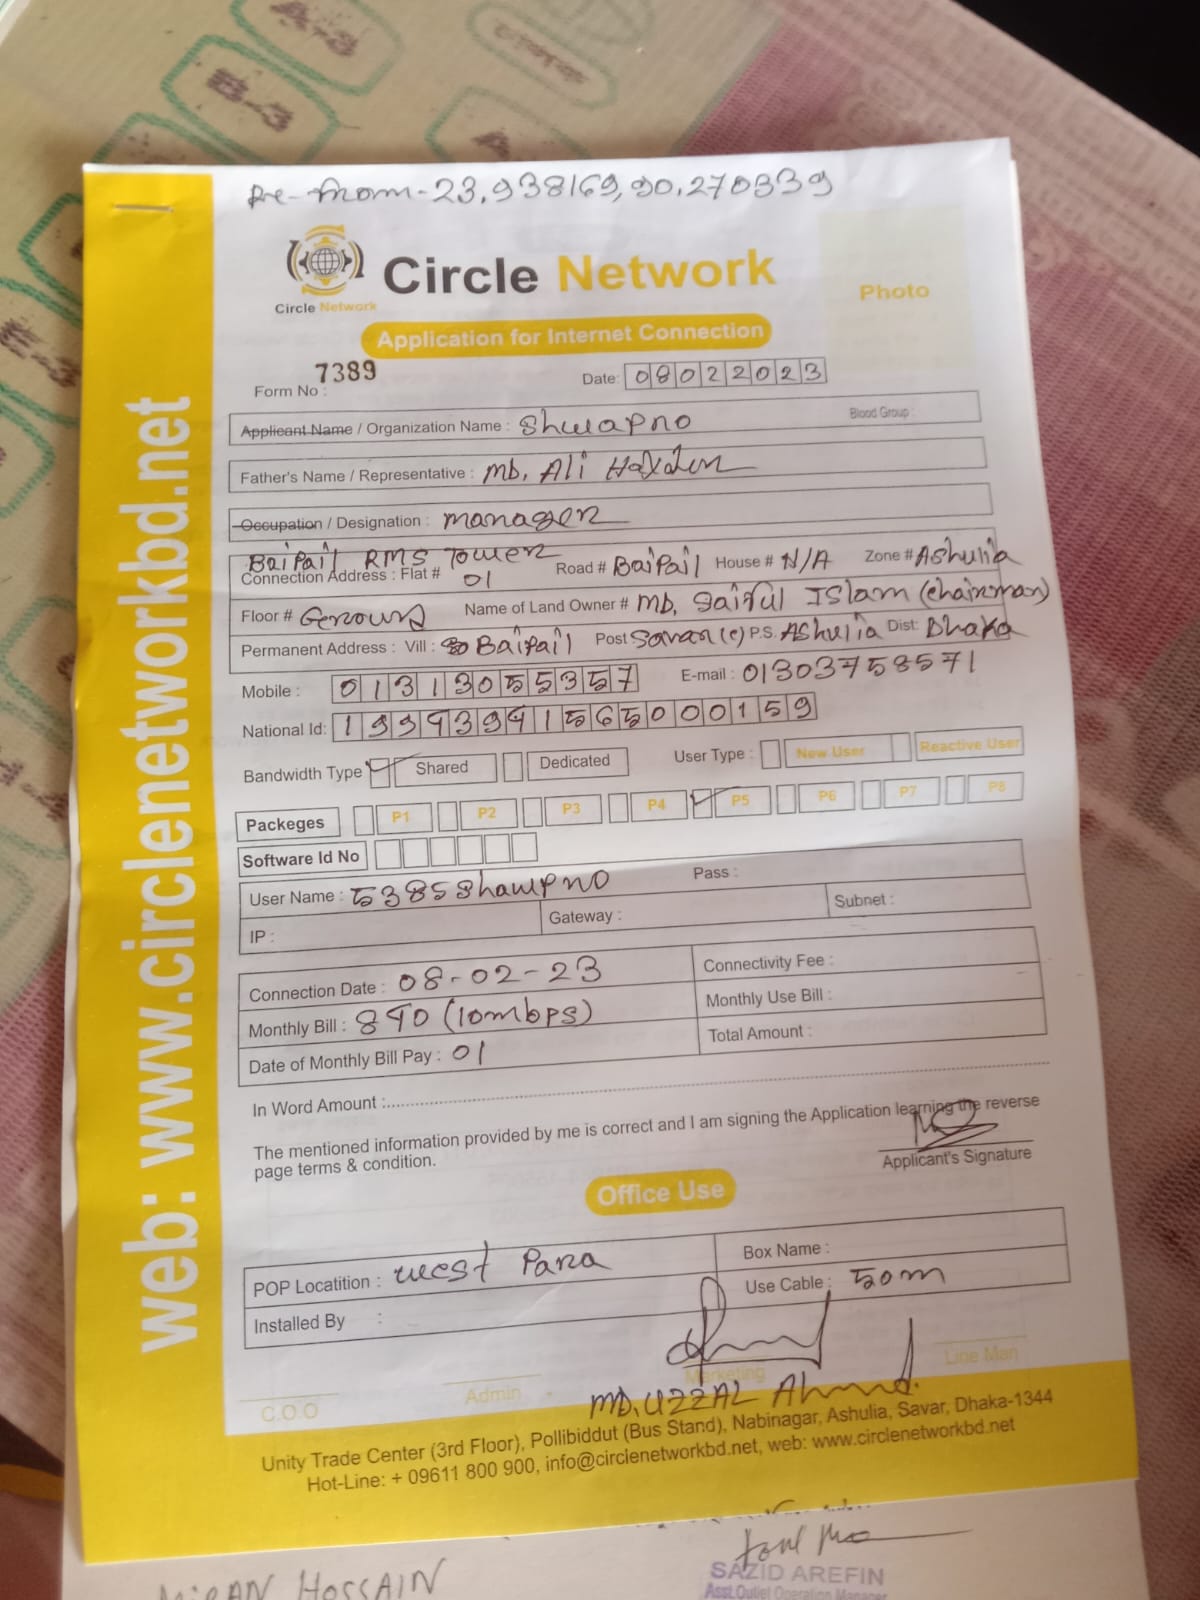 Pre-from-23.938169,90.270339
Circle Network
Circle Network
Photo
Application for Internet Connection
Form No : 7389
Date: 08022023
Applicant Name / Organization Name : Shwapno Blood Group :
Father's Name / Representative : Md. Ali
Occupation / Designation : manager
Baipail RMS Tower
Connection Address : Flat # 01 Road # Baipail House # N/A Zone # Ashulia
Floor # Ground Name of Land Owner # Md. Saiful Islam (Chairman)
Permanent Address : Vill : Baipail Post Savar (c) P.S. Ashulia Dist: Dhaka
Mobile : 01313055357 E-mail : 01303758571
National Id: 19943941565000159
Bandwidth Type Shared Dedicated User Type : New User Reactive User
Packeges P1 P2 P3 P4 P5 P6 P7 P8
Software Id No
User Name : 5385Shawpno Pass :
IP : Gateway : Subnet :
Connection Date : 08-02-23 Connectivity Fee :
Monthly Bill : 840 (10mbps) Monthly Use Bill :
Date of Monthly Bill Pay : 01 Total Amount :
In Word Amount :
The mentioned information provided by me is correct and I am signing the Application learning the reverse
page terms & condition.
Applicant's Signature
Office Use
POP Locatition : West Para Box Name :
Installed By : Use Cable : 50m
C.O.O Admin Marketing Line Man
MD. UZZAL Ahmed.
Unity Trade Center (3rd Floor), Pollibiddut (Bus Stand), Nabinagar, Ashulia, Savar, Dhaka-1344
Hot-Line: + 09611 800 900, info@circlenetworkbd.net, web: www.circlenetworkbd.net
web: www.circlenetworkbd.net
HOSSAIN
SAZID AREFIN
Asst.Outlet Operation Manager
A-3
B-3
E-3